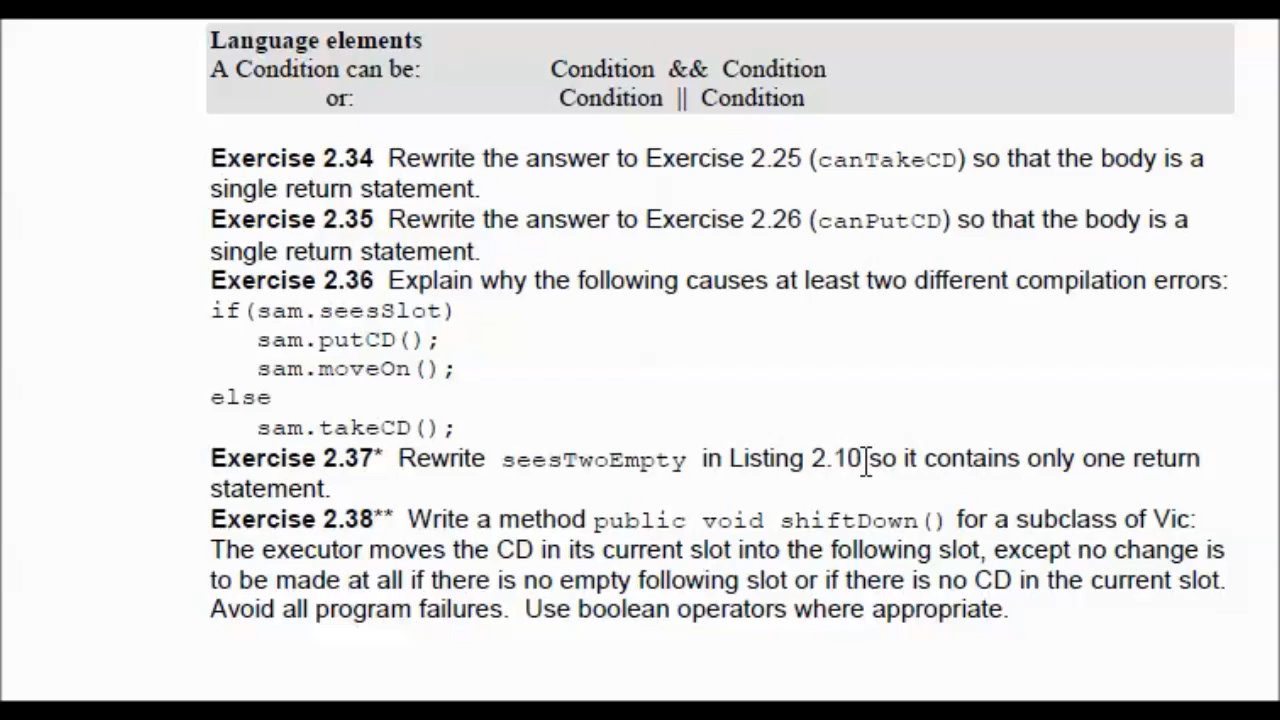 Language elements
A Condition can be: Condition && Condition
or: Condition || Condition
Exercise 2.34 Rewrite the answer to Exercise 2.25 (canTakeCD) so that the body is a
single return statement.
Exercise 2.35 Rewrite the answer to Exercise 2.26 (canPutCD) so that the body is a
single return statement.
Exercise 2.36 Explain why the following causes at least two different compilation errors:
if(sam.seesSlot)
   sam.putCD();
   sam.moveOn();
else
   sam.takeCD();
Exercise 2.37* Rewrite seesTwoEmpty in Listing 2.10 so it contains only one return
statement.
Exercise 2.38** Write a method public void shiftDown() for a subclass of Vic:
The executor moves the CD in its current slot into the following slot, except no change is
to be made at all if there is no empty following slot or if there is no CD in the current slot.
Avoid all program failures. Use boolean operators where appropriate.